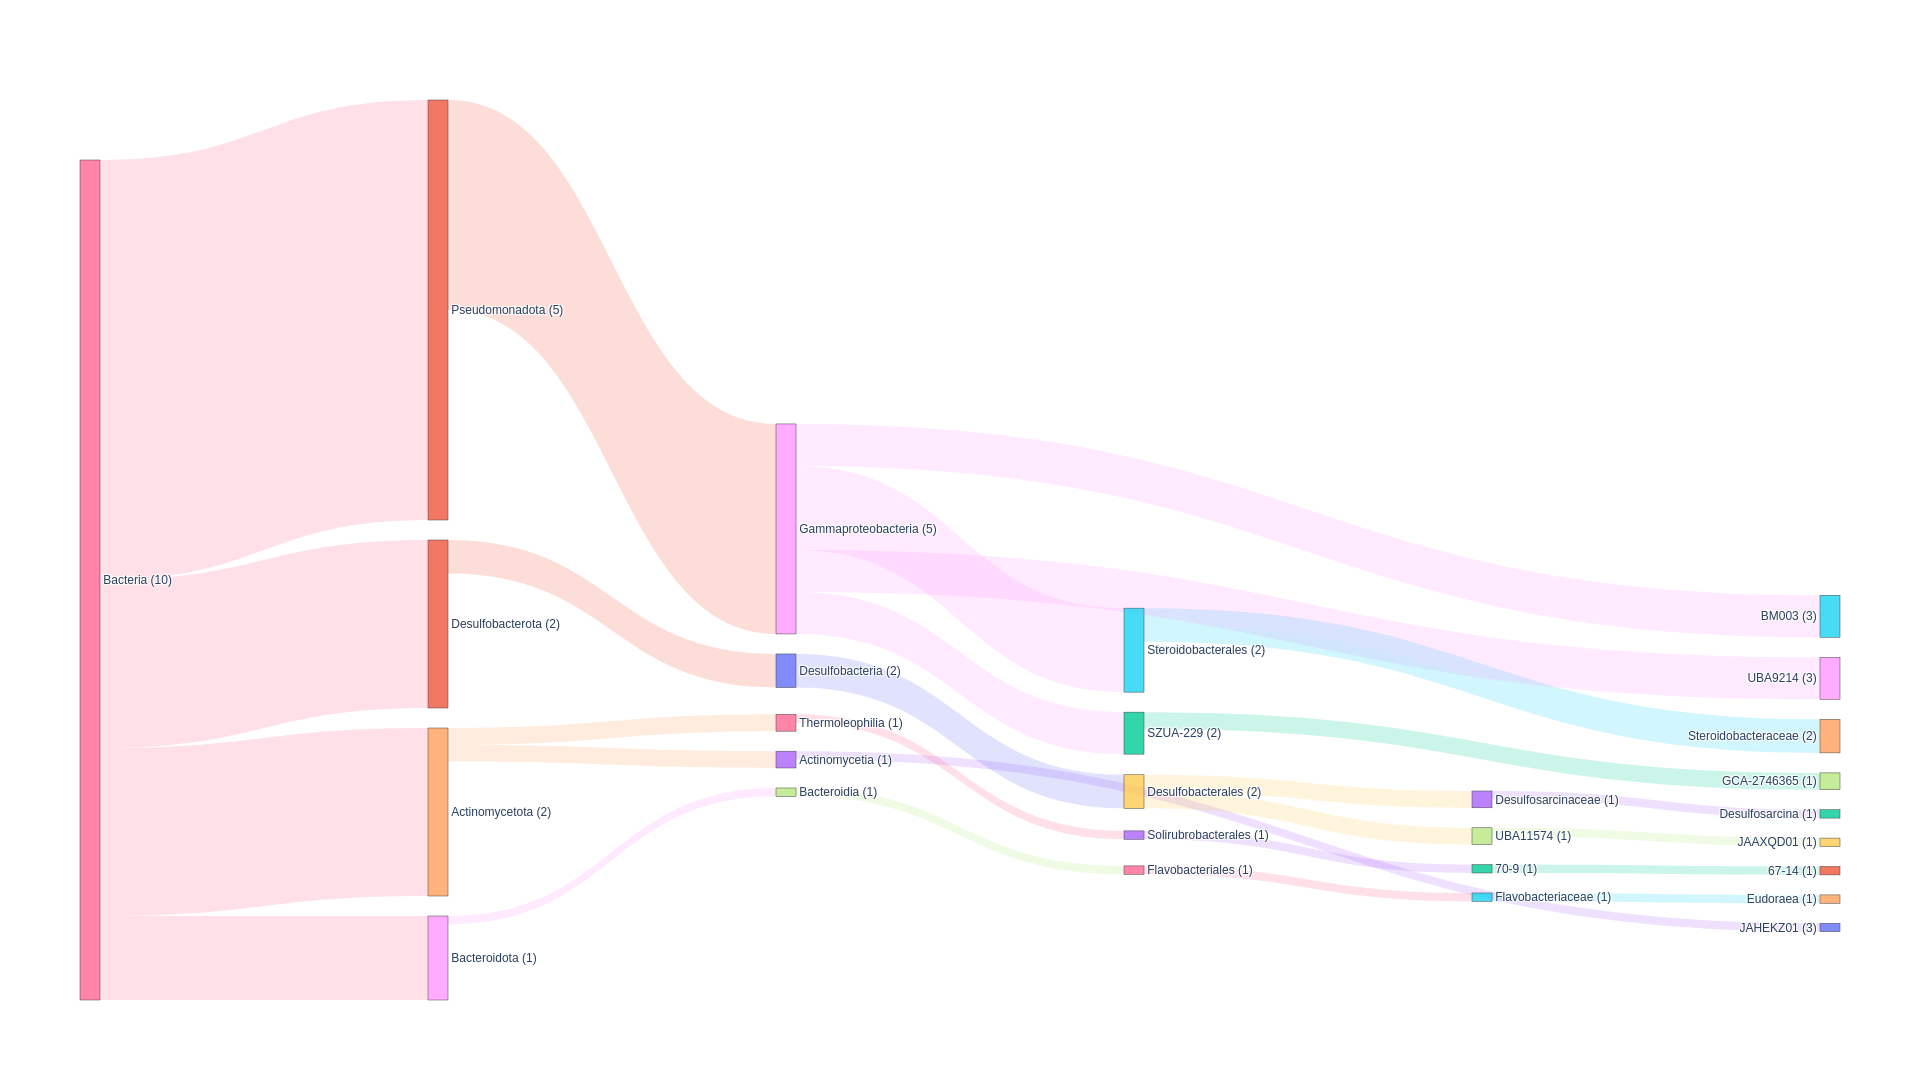 Bacteria (10)
Pseudomonadota (5)
Desulfobacterota (2)
Actinomycetota (2)
Bacteroidota (1)
Gammaproteobacteria (5)
Desulfobacteria (2)
Thermoleophilia (1)
Actinomycetia (1)
Bacteroidia (1)
Steroidobacterales (2)
SZUA-229 (2)
Desulfobacterales (2)
Solirubrobacterales (1)
Flavobacteriales (1)
Desulfosarcinaceae (1)
UBA11574 (1)
70-9 (1)
Flavobacteriaceae (1)
BM003 (3)
UBA9214 (3)
Steroidobacteraceae (2)
GCA-2746365 (1)
Desulfosarcina (1)
JAAXQD01 (1)
67-14 (1)
Eudoraea (1)
JAHEKZ01 (3)